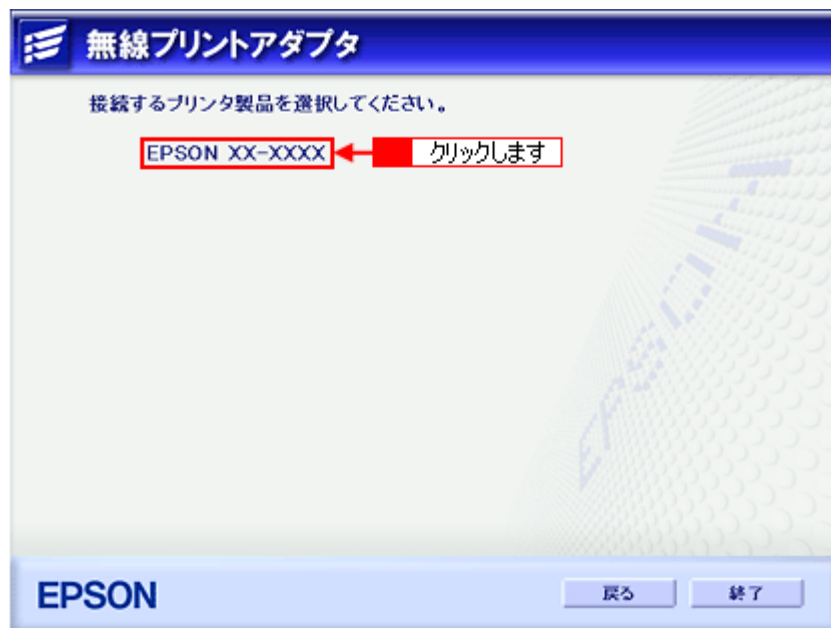 無線プリントアダプタ
接続するプリンタ製品を選択してください。
EPSON XX-XXXX クリックします
EPSON
EPSON 戻る 終了